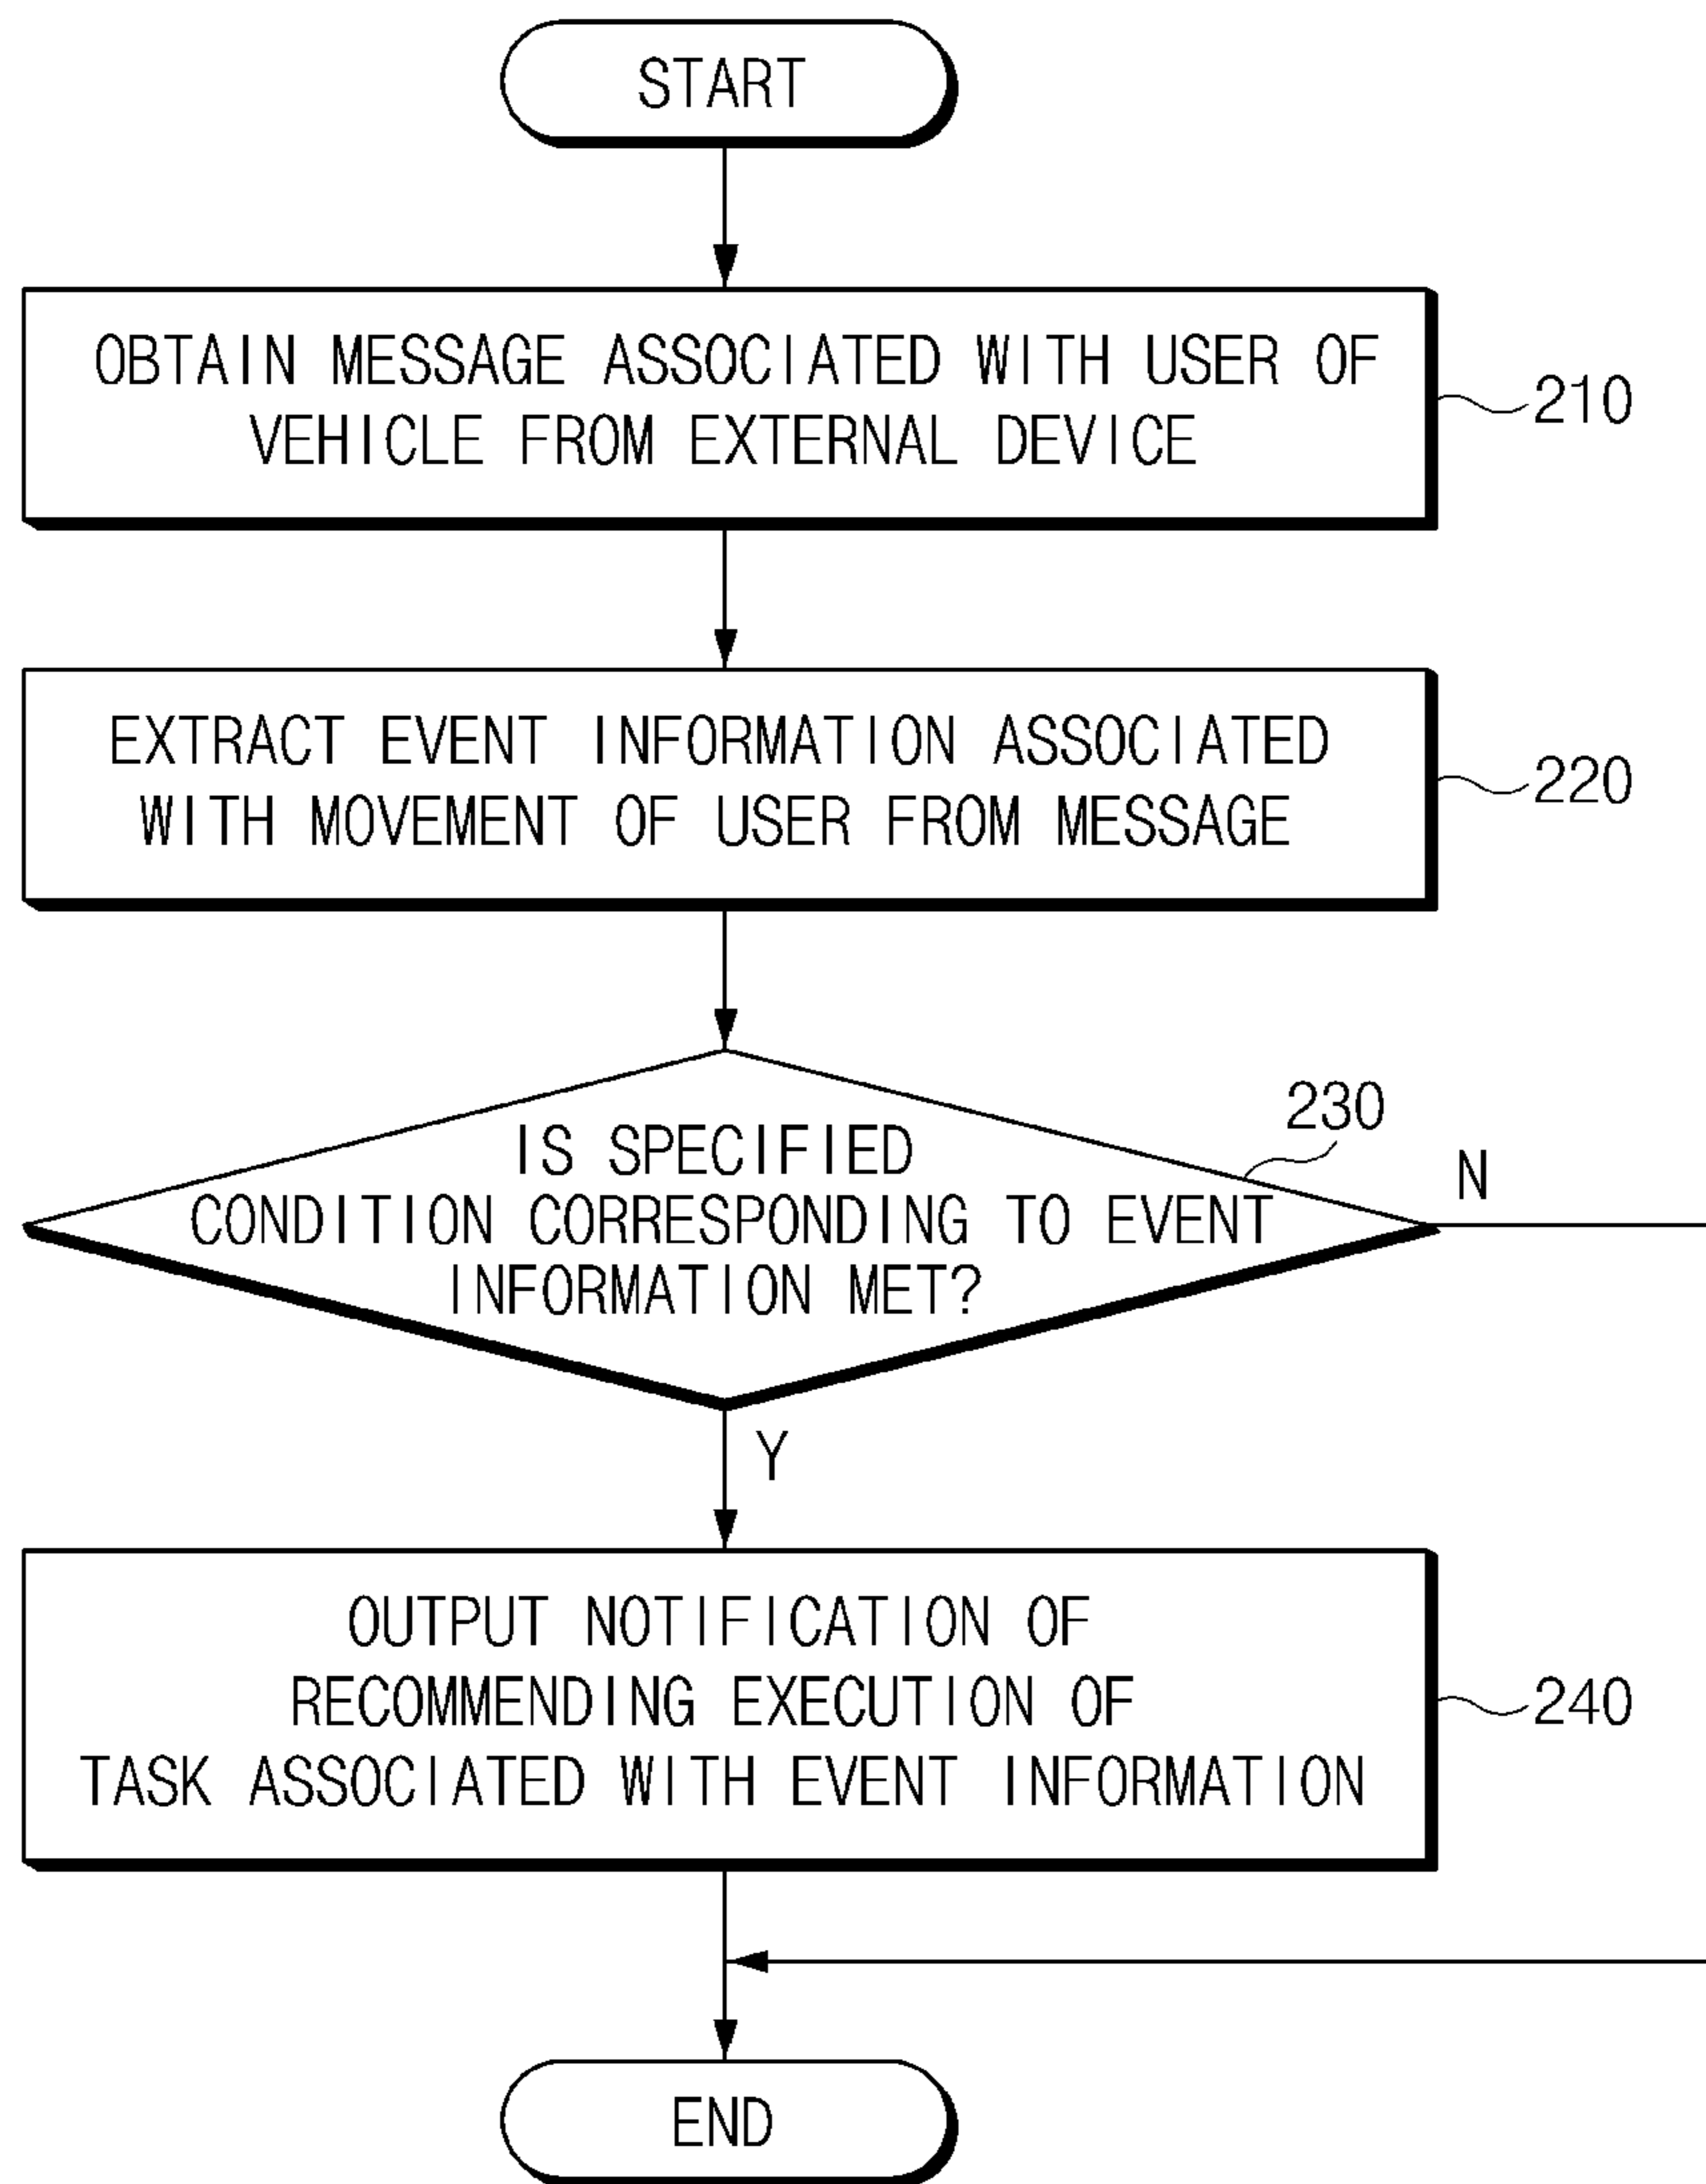 START
OBTAIN MESSAGE ASSOCIATED WITH USER OF
VEHICLE FROM EXTERNAL DEVICE
210
EXTRACT EVENT INFORMATION ASSOCIATED
WITH MOVEMENT OF USER FROM MESSAGE
220
230
IS SPECIFIED
CONDITION CORRESPONDING TO EVENT
INFORMATION MET?
N
Y
OUTPUT NOTIFICATION OF
RECOMMENDING EXECUTION OF
TASK ASSOCIATED WITH EVENT INFORMATION
240
END